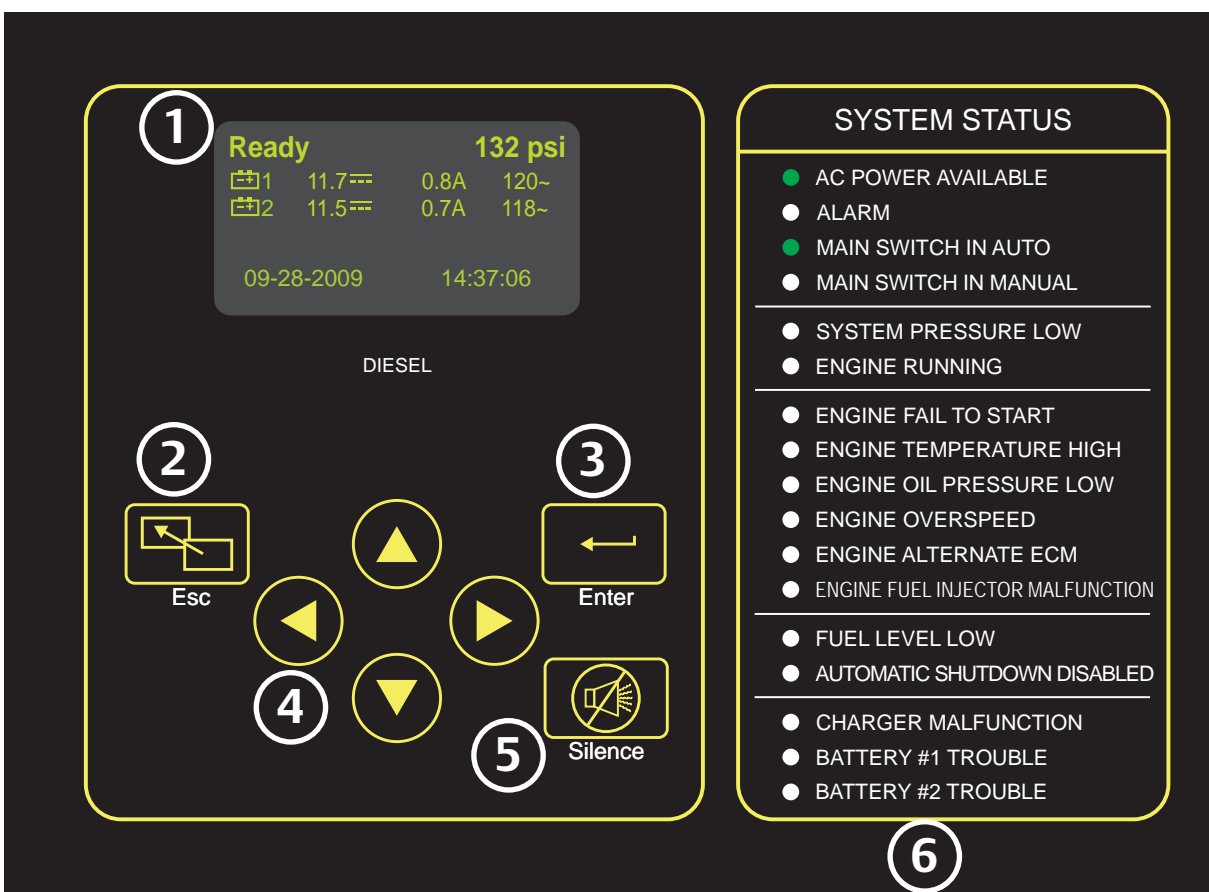 1
Ready 132 psi
1 11.7 0.8A 120~
2 11.5 0.7A 118~
09-28-2009 14:37:06
DIESEL
2
3
Esc
Enter
4
5
Silence
SYSTEM STATUS
AC POWER AVAILABLE
ALARM
MAIN SWITCH IN AUTO
MAIN SWITCH IN MANUAL
SYSTEM PRESSURE LOW
ENGINE RUNNING
ENGINE FAIL TO START
ENGINE TEMPERATURE HIGH
ENGINE OIL PRESSURE LOW
ENGINE OVERSPEED
ENGINE ALTERNATE ECM
ENGINE FUEL INJECTOR MALFUNCTION
FUEL LEVEL LOW
AUTOMATIC SHUTDOWN DISABLED
CHARGER MALFUNCTION
BATTERY #1 TROUBLE
BATTERY #2 TROUBLE
6